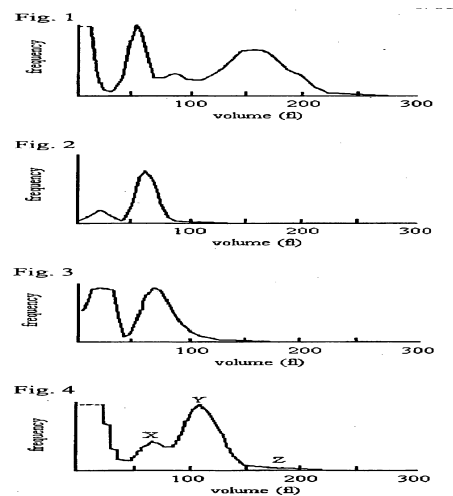 Fig. 1
frequency
100 200 300
volume (fl)
Fig. 2
frequency
100 200 300
volume (fl)
Fig. 3
frequency
100 200 300
volume (fl)
Fig. 4
frequency
X Y Z
100 200 300
volume (fl)